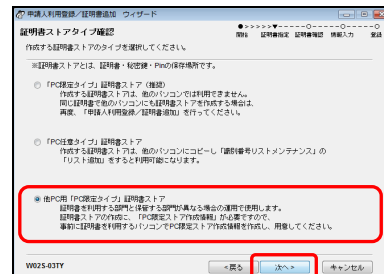 申請人利用登録/証明書追加 ウィザード
証明書ストアタイプ確認
開始 証明書指定 証明書確認 情報入力 登録
作成する証明書ストアのタイプを選択してください。
※証明書ストアとは、証明書・秘密鍵・Pinの保存場所です。
「PC限定タイプ」証明書ストア (推奨)
作成する証明書ストアは、他のパソコンでは利用できません。
同じ証明書で他のパソコンにも証明書ストアを作成する場合は、
再度、「申請人利用登録/証明書追加」を行ってください。
「PC任意タイプ」証明書ストア
作成する証明書ストアは、他のパソコンにコピーし「識別番号リストメンテナンス」の
「リスト追加」をすると利用可能になります。
他PC用「PC限定タイプ」証明書ストア
証明書を利用する部門と保管する部門が異なる場合の運用で使用します。
証明書ストアの作成に、「PC限定ストア作成情報」が必要ですので、
事前に証明書を利用するパソコンでPC限定ストア作成情報を作成し、用意してください。
W02S-03TY
<戻る
次へ>
キャンセル